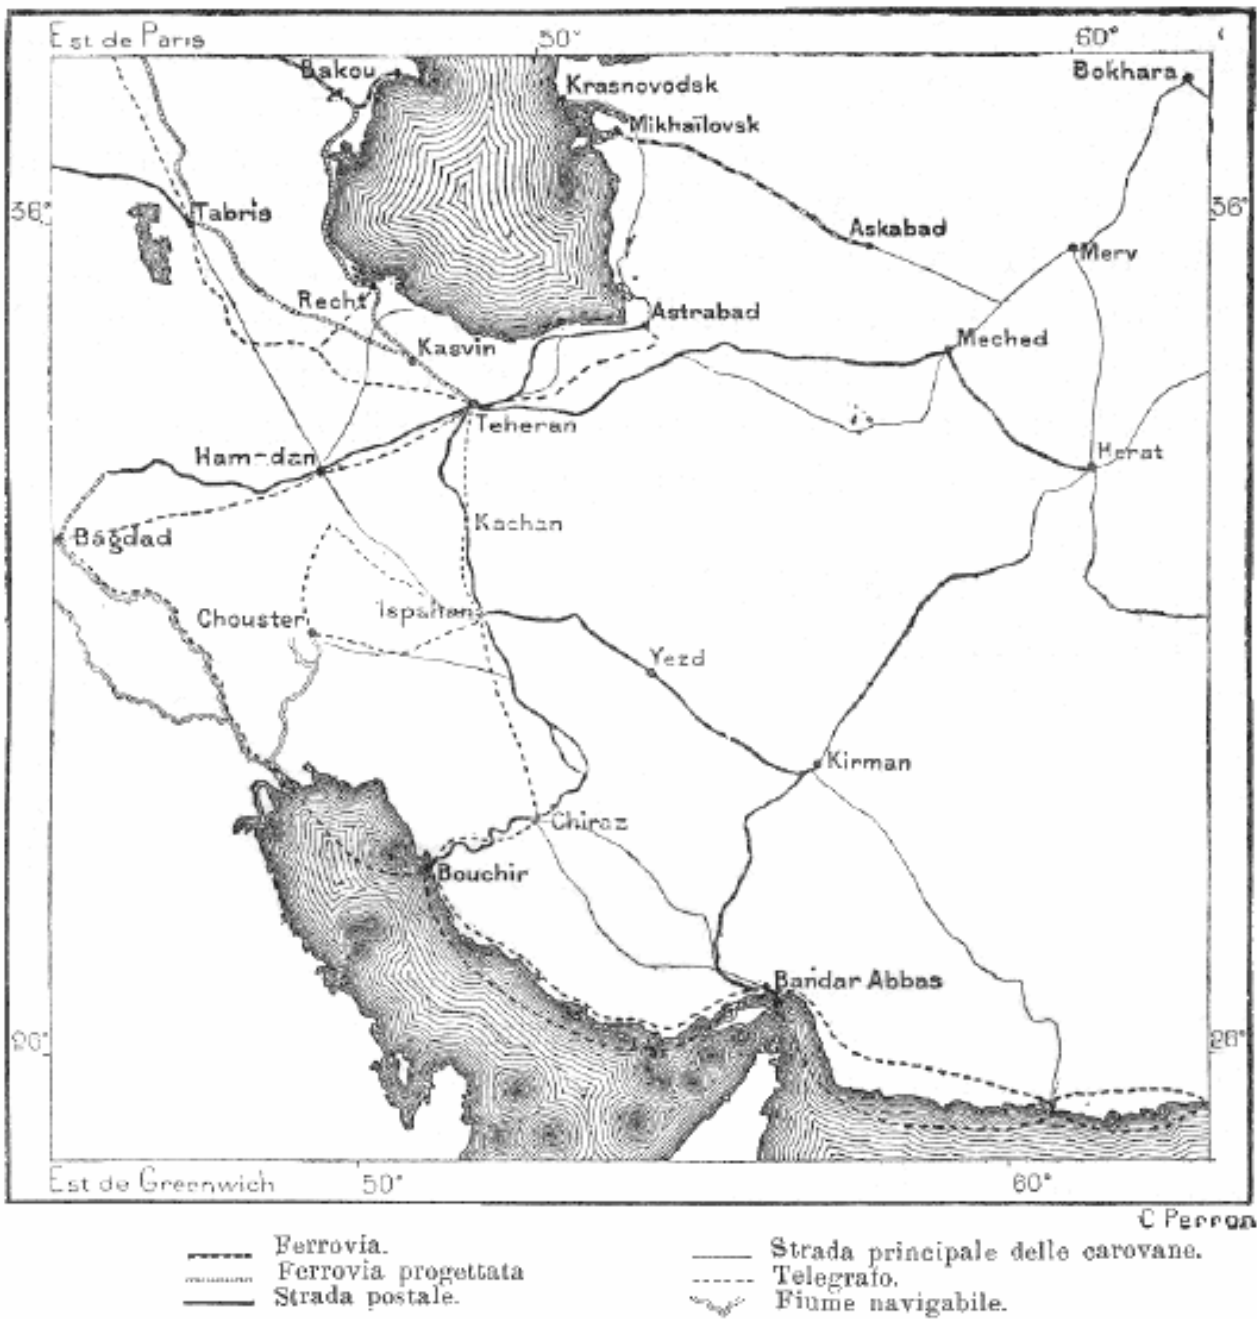 Est de Paris
50°
60°
Bakou
Krasnovodsk
Bokhara
Mikhaïlovsk
36°
Tabris
36°
Askabad
Merv
Recht
Astrabad
Kasvin
Meched
Teheran
Hamadan
Herat
Kachan
Bagdad
Chouster
Ispahan
Yezd
Kirman
Chiraz
Bouchir
Bandar Abbas
26°
26°
Est de Greenwich
50°
60°
C Perron
Ferrovia.
Ferrovia progettata
Strada postale.
Strada principale delle carovane.
Telegrafo.
Fiume navigabile.